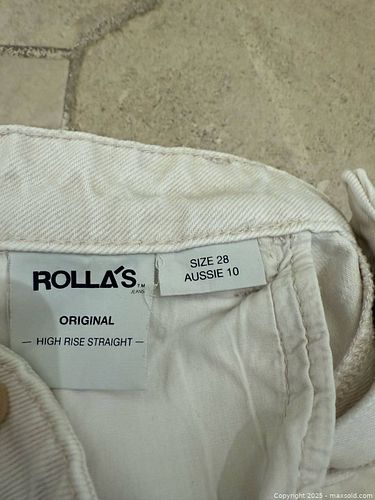 ROLLA'S TM
JEANS
ORIGINAL
— HIGH RISE STRAIGHT —
SIZE 28
AUSSIE 10
Copyright 2025 - maxsold.com